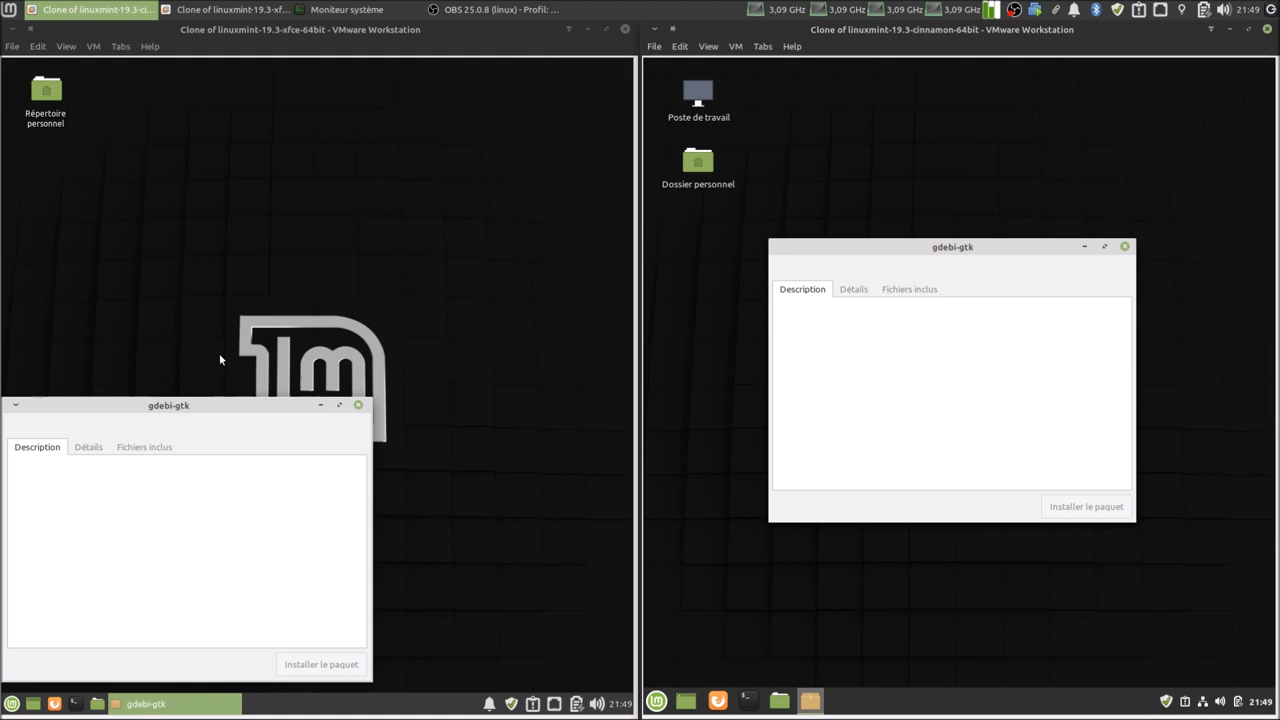 Clone of linuxmint-19.3-ci...
Clone of linuxmint-19.3-xf...
Moniteur système
OBS 25.0.8 (linux) - Profil: ...
3,09 GHz
3,09 GHz
3,09 GHz
3,09 GHz
21:49
Clone of linuxmint-19.3-xfce-64bit - VMware Workstation
File Edit View VM Tabs Help
Répertoire
personnel
lm
gdebi-gtk
Description Détails Fichiers inclus
Installer le paquet
gdebi-gtk
21:49
Clone of linuxmint-19.3-cinnamon-64bit - VMware Workstation
File Edit View VM Tabs Help
Poste de travail
Dossier personnel
gdebi-gtk
Description Détails Fichiers inclus
Installer le paquet
21:49